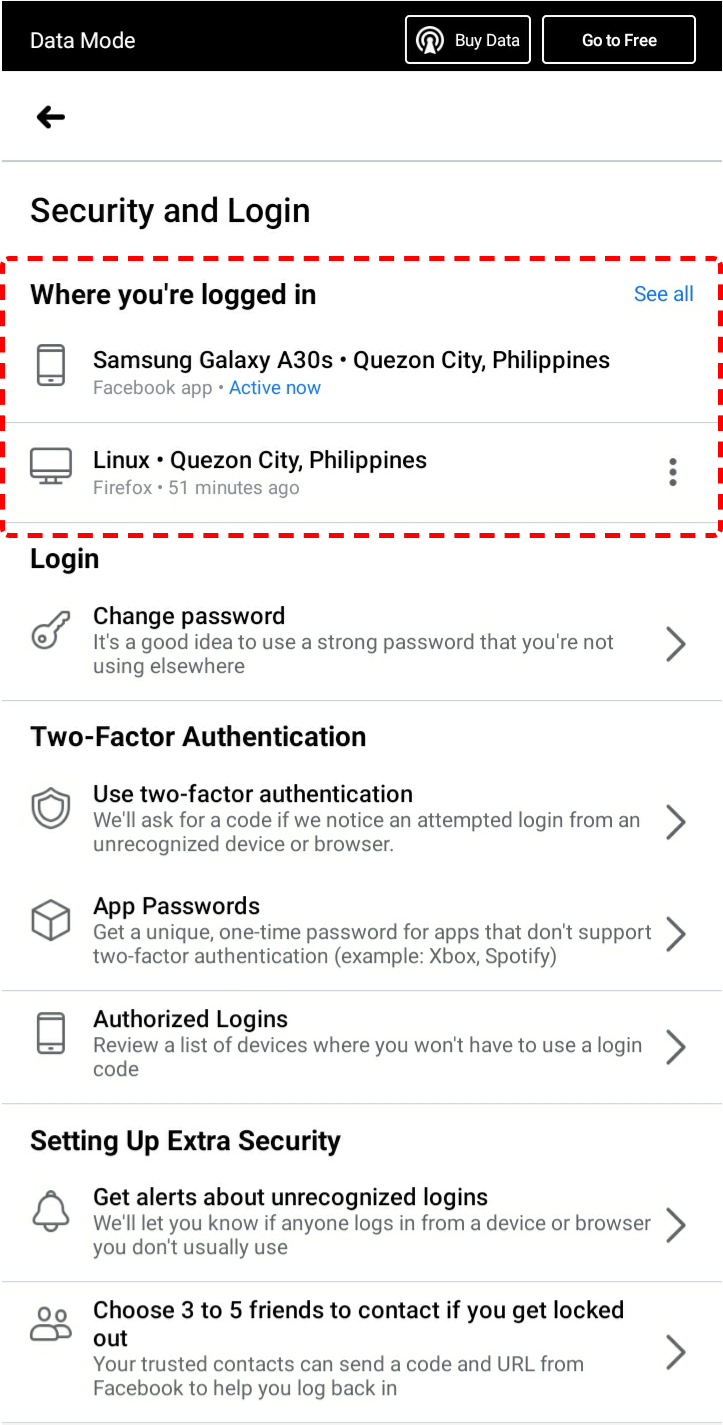 Data Mode
Buy Data
Go to Free
Security and Login
Where you're logged in
See all
Samsung Galaxy A30s • Quezon City, Philippines
Facebook app • Active now
Linux • Quezon City, Philippines
Firefox • 51 minutes ago
Login
Change password
It's a good idea to use a strong password that you're not
using elsewhere
Two-Factor Authentication
Use two-factor authentication
We'll ask for a code if we notice an attempted login from an
unrecognized device or browser.
App Passwords
Get a unique, one-time password for apps that don't support
two-factor authentication (example: Xbox, Spotify)
Authorized Logins
Review a list of devices where you won't have to use a login
code
Setting Up Extra Security
Get alerts about unrecognized logins
We'll let you know if anyone logs in from a device or browser
you don't usually use
Choose 3 to 5 friends to contact if you get locked
out
Your trusted contacts can send a code and URL from
Facebook to help you log back in